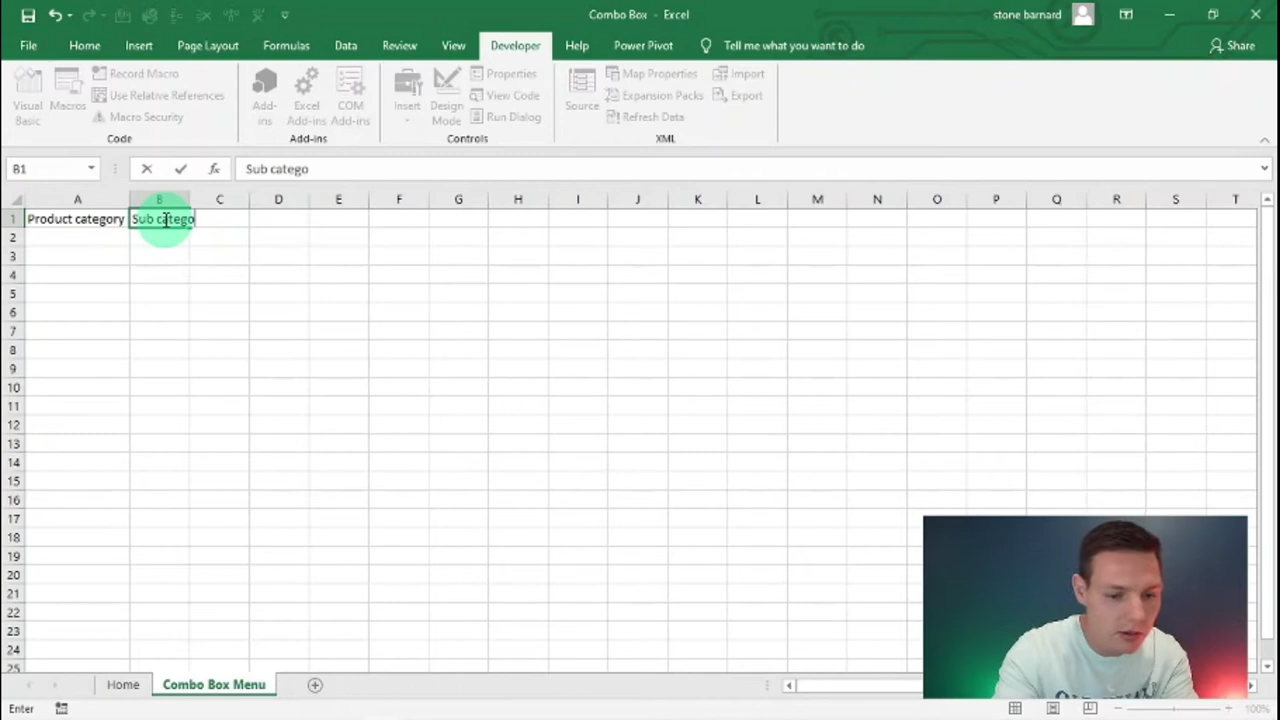 Combo Box - Excel
stone barnard
File Home Insert Page Layout Formulas Data Review View Developer Help Power Pivot Tell me what you want to do Share
Visual Basic
Macros
Record Macro
Use Relative References
Macro Security
Code
Add-ins
Excel Add-ins
COM Add-ins
Add-ins
Insert
Design Mode
Properties
View Code
Run Dialog
Controls
Source
Map Properties
Expansion Packs
Refresh Data
Import
Export
XML
B1 fx Sub catego
A B C D E F G H I J K L M N O P Q R S T
1 Product category Sub catego
2
3
4
5
6
7
8
9
10
11
12
13
14
15
16
17
18
19
20
21
22
23
24
25
Home Combo Box Menu
Enter 100%